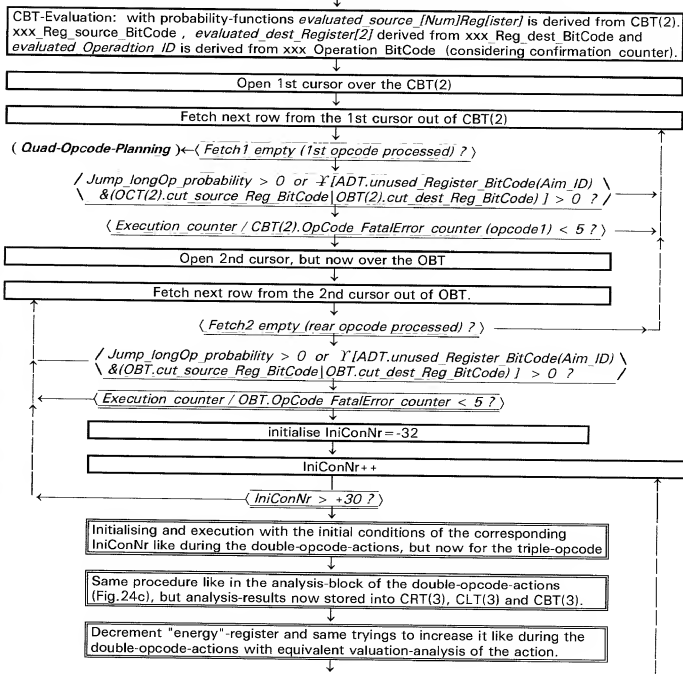 CBT-Evaluation: with probability-functions evaluated_source_[Num]Reg[ister] is derived from CBT(2).
xxx_Reg_source_BitCode , evaluated_dest_Register[2] derived from xxx_Reg_dest_BitCode and
evaluated_Operadtion_ID is derived from xxx_Operation_BitCode (considering confirmation counter).
Open 1st cursor over the CBT(2)
Fetch next row from the 1st cursor out of CBT(2)
( Quad-Opcode-Planning ) ⟨ Fetch1 empty (1st opcode processed) ? ⟩
/ Jump_longOp_probability > 0 or ϒ[ADT.unused_Register_BitCode(Aim_ID) \
\ &(OCT(2).cut_source_Reg_BitCode|OBT(2).cut_dest_Reg_BitCode) ] > 0 ? /
⟨ Execution_counter / CBT(2).OpCode_FatalError_counter (opcode1) < 5 ? ⟩
Open 2nd cursor, but now over the OBT
Fetch next row from the 2nd cursor out of OBT.
⟨ Fetch2 empty (rear opcode processed) ? ⟩
/ Jump_longOp_probability > 0 or ϒ[ADT.unused_Register_BitCode(Aim_ID) \
\ &(OBT.cut_source_Reg_BitCode|OBT.cut_dest_Reg_BitCode) ] > 0 ? /
⟨ Execution_counter / OBT.OpCode_FatalError_counter < 5 ? ⟩
initialise IniConNr=-32
IniConNr++
⟨ IniConNr > +30 ? ⟩
Initialising and execution with the initial conditions of the corresponding
IniConNr like during the double-opcode-actions, but now for the triple-opcode
Same procedure like in the analysis-block of the double-opcode-actions
(Fig.24c), but analysis-results now stored into CRT(3), CLT(3) and CBT(3).
Decrement "energy"-register and same tryings to increase it like during the
double-opcode-actions with equivalent valuation-analysis of the action.